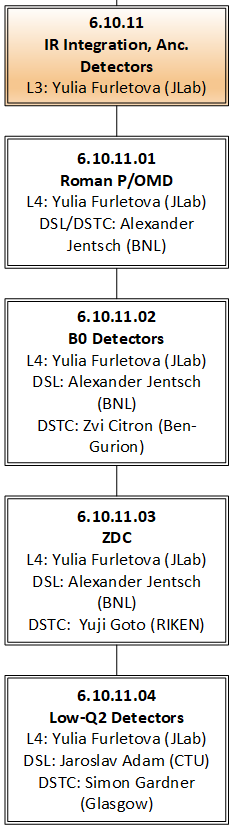 6.10.11
IR Integration, Anc.
Detectors
L3: Yulia Furletova (JLab)
6.10.11.01
Roman P/OMD
L4: Yulia Furletova (JLab)
DSL/DSTC: Alexander
Jentsch (BNL)
6.10.11.02
B0 Detectors
L4: Yulia Furletova (JLab)
DSL: Alexander Jentsch
(BNL)
DSTC: Zvi Citron (Ben-
Gurion)
6.10.11.03
ZDC
L4: Yulia Furletova (JLab)
DSL: Alexander Jentsch
(BNL)
DSTC:  Yuji Goto (RIKEN)
6.10.11.04
Low-Q2 Detectors
L4: Yulia Furletova (JLab)
DSL: Jaroslav Adam (CTU)
DSTC: Simon Gardner
(Glasgow)